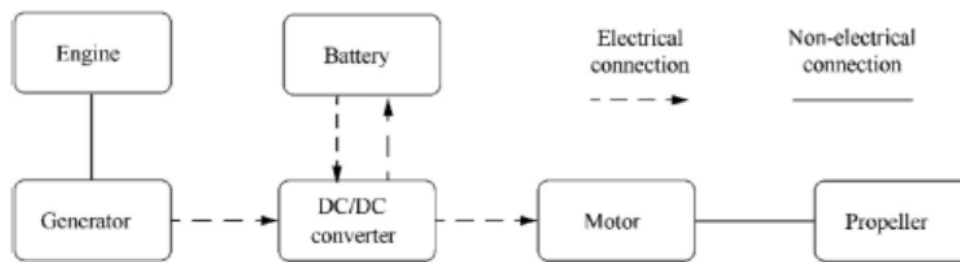 Engine
Battery
Electrical
connection
Non-electrical
connection
Generator
DC/DC
converter
Motor
Propeller